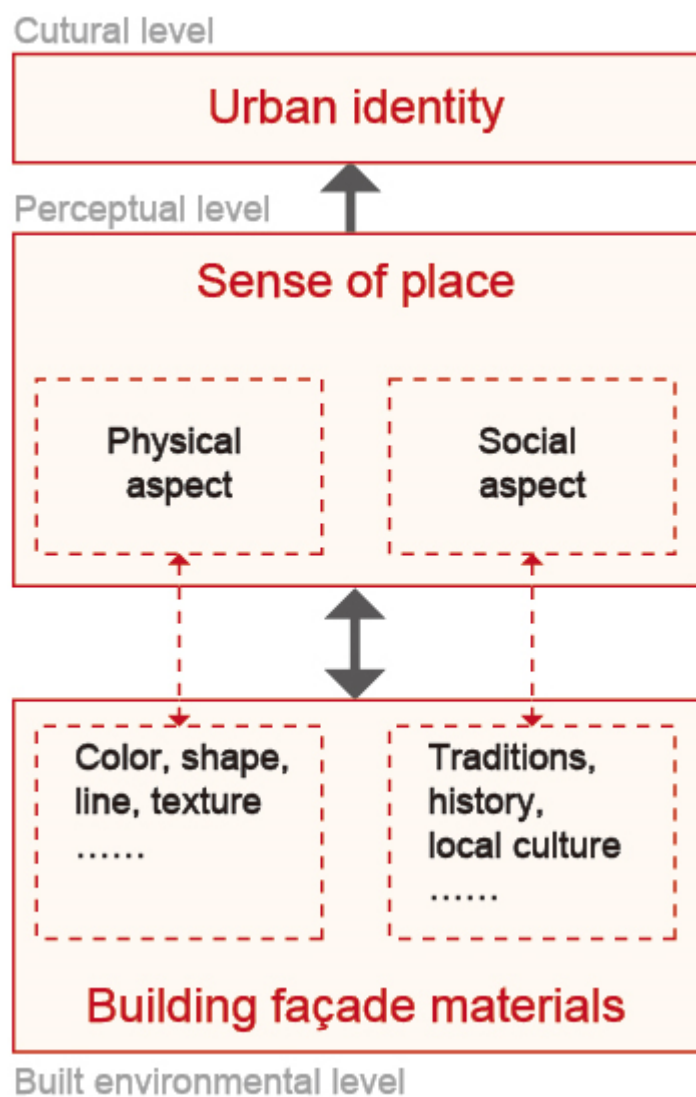 Cutural level
Urban identity
Perceptual level
Sense of place
Physical
aspect
Social
aspect
Color, shape,
line, texture
......
Traditions,
history,
local culture
......
Building façade materials
Built environmental level